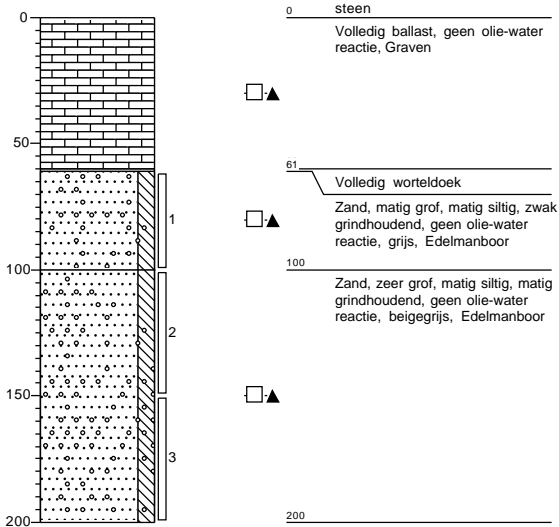 0
50
100
150
200
1
2
3
0
steen
Volledig ballast, geen olie-water
reactie, Graven
61
Volledig worteldoek
Zand, matig grof, matig siltig, zwak
grindhoudend, geen olie-water
reactie, grijs, Edelmanboor
100
Zand, zeer grof, matig siltig, matig
grindhoudend, geen olie-water
reactie, beigegrijs, Edelmanboor
200